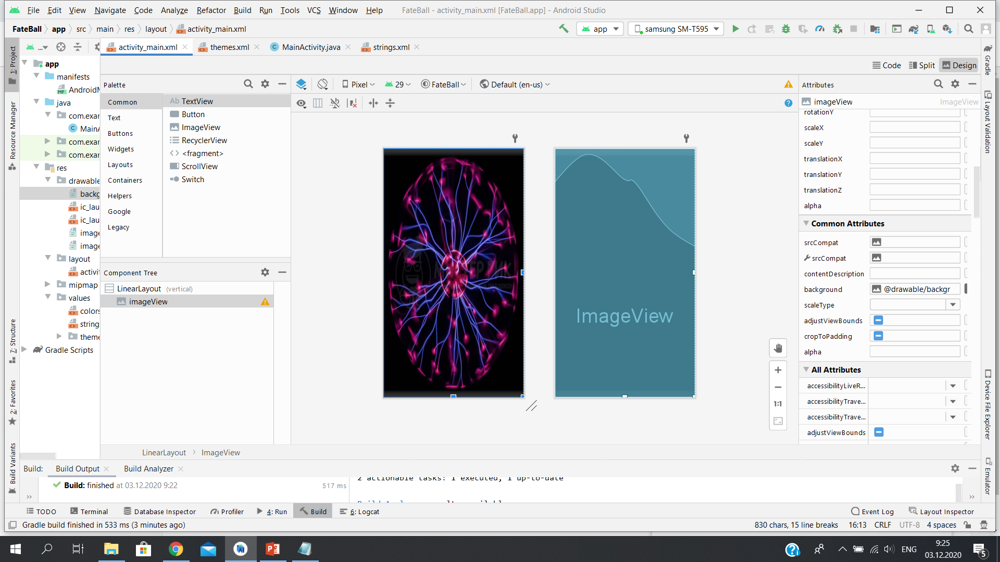 File Edit View Navigate Code Analyze Refactor Build Run Tools VCS Window Help FateBall - activity_main.xml [FateBall.app] - Android Studio
FateBall app src main res layout activity_main.xml app samsung SM-T595
... activity_main.xml themes.xml MainActivity.java strings.xml
Code Split Design
1: Project
Resource Manager
7: Structure
2: Favorites
Build Variants
app
manifests
AndroidM
java
com.exar
MainA
com.exar
com.exar
res
drawable
backg
ic_lau
ic_lau
image
image
layout
activit
mipmap
values
colors
string
theme
Gradle Scripts
Palette
Common
Text
Buttons
Widgets
Layouts
Containers
Helpers
Google
Legacy
Ab TextView
Button
ImageView
RecyclerView
<fragment>
ScrollView
Switch
Component Tree
LinearLayout (vertical)
imageView
Pixel 29 FateBall Default (en-us)
ImageView
1:1
Attributes
imageView ImageView
rotationY
scaleX
scaleY
translationX
translationY
translationZ
alpha
Common Attributes
srcCompat
srcCompat
contentDescription
background @drawable/backgr
scaleType
adjustViewBounds
cropToPadding
alpha
All Attributes
accessibilityLiveR...
accessibilityTrave...
accessibilityTrave...
adjustViewBounds
Gradle
Layout Validation
Device File Explorer
Emulator
LinearLayout ImageView
Build: Build Output Build Analyzer
Build: finished at 03.12.2020 9:22 517 ms
2 actionable tasks: 1 executed, 1 up-to-date
TODO Terminal Database Inspector Profiler 4: Run Build 6: Logcat Event Log Layout Inspector
Gradle build finished in 533 ms (3 minutes ago) 830 chars, 15 line breaks 16:13 CRLF UTF-8 4 spaces
ENG 9:25
03.12.2020
5